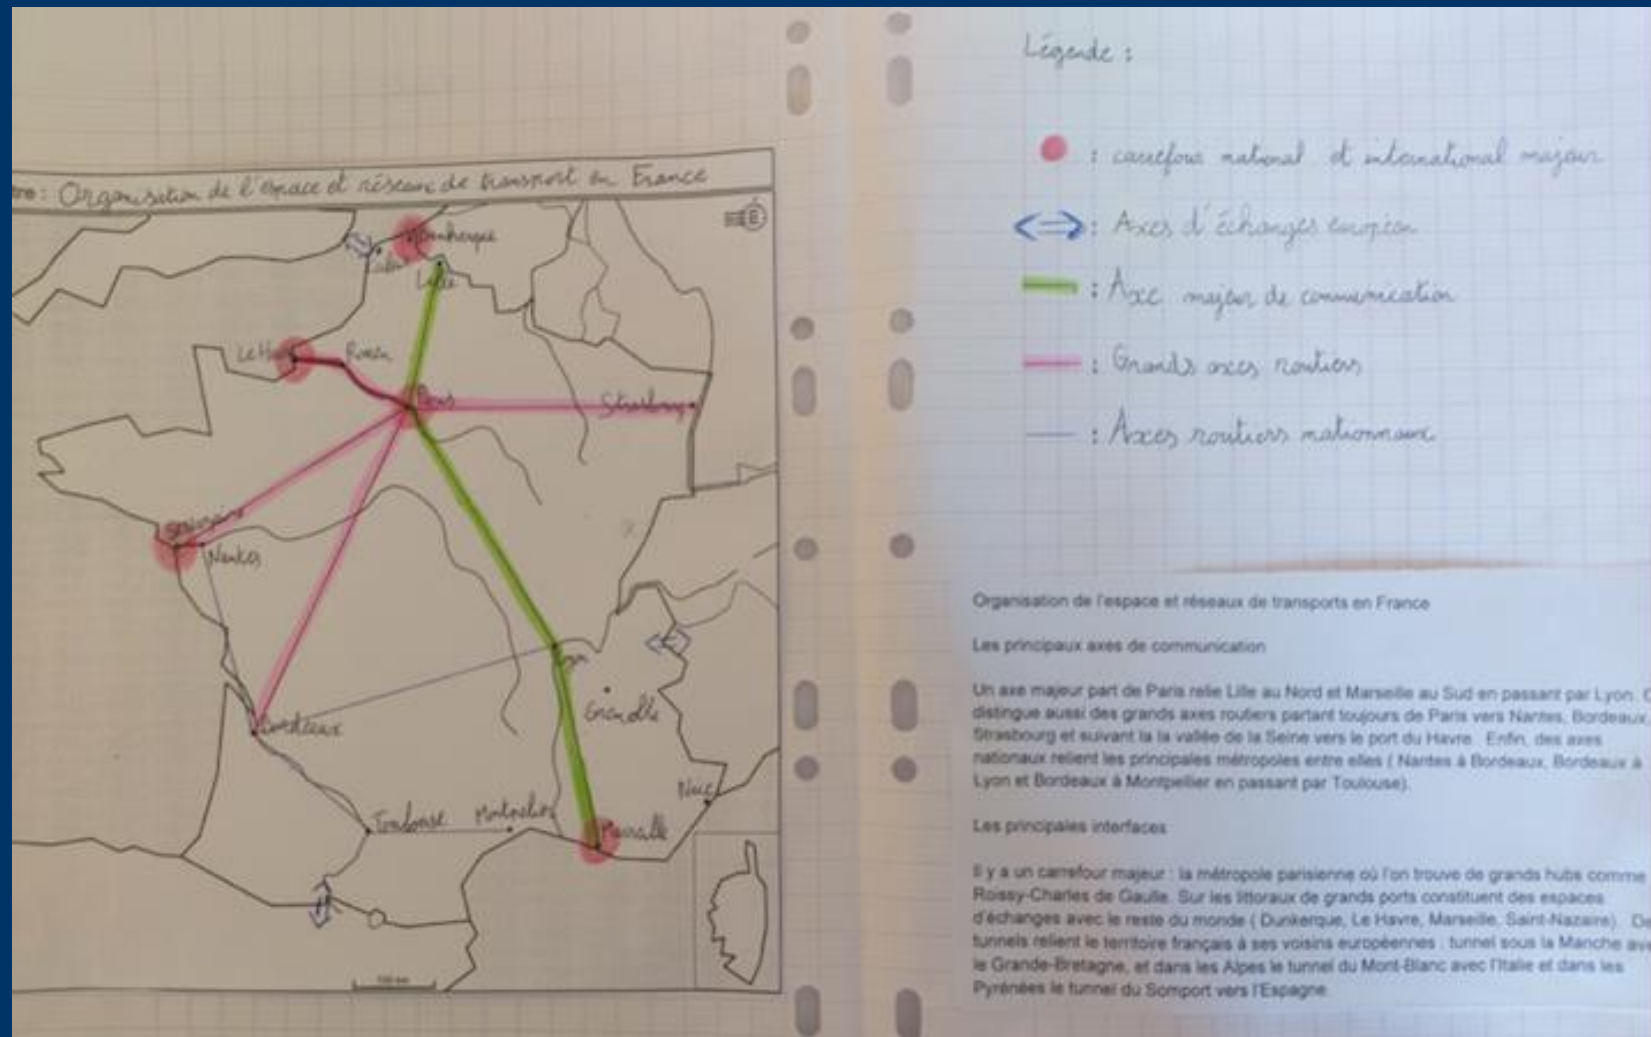 tre : Organisation de l'espace et réseaux de transport en France
Dunkerque
Lille
Le Havre
Rouen
Paris
Strasbourg
Nantes
Lyon
Grenoble
Bordeaux
Nice
Toulouse
Montpelier
Marseille
100 km
Légende :
: carrefour national et international majeur
: Axes d'échanges européen
: Axe majeur de communication
: Grands axes routiers
: Axes routiers nationnaux
Organisation de l'espace et réseaux de transports en France
Les principaux axes de communication
Un axe majeur part de Paris relie Lille au Nord et Marseille au Sud en passant par Lyon.
distingue aussi des grands axes routiers partant toujours de Paris vers Nantes, Bordeaux,
Strasbourg et suivant la la vallée de la Seine vers le port du Havre. Enfin, des axes
nationaux relient les principales métropoles entre elles ( Nantes à Bordeaux, Bordeaux à
Lyon et Bordeaux à Montpellier en passant par Toulouse).
Les principales interfaces
Il y a un carrefour majeur : la métropole parisienne où l'on trouve de grands hubs comme
Roissy-Charles de Gaulle. Sur les littoraux de grands ports constituent des espaces
d'échanges avec le reste du monde ( Dunkerque, Le Havre, Marseille, Saint-Nazaire).
tunnels relient le territoire français à ses voisins européennes : tunnel sous la Manche
le Grande-Bretagne, et dans les Alpes le tunnel du Mont-Blanc avec l'Italie et dans les
Pyrénées le tunnel du Somport vers l'Espagne.